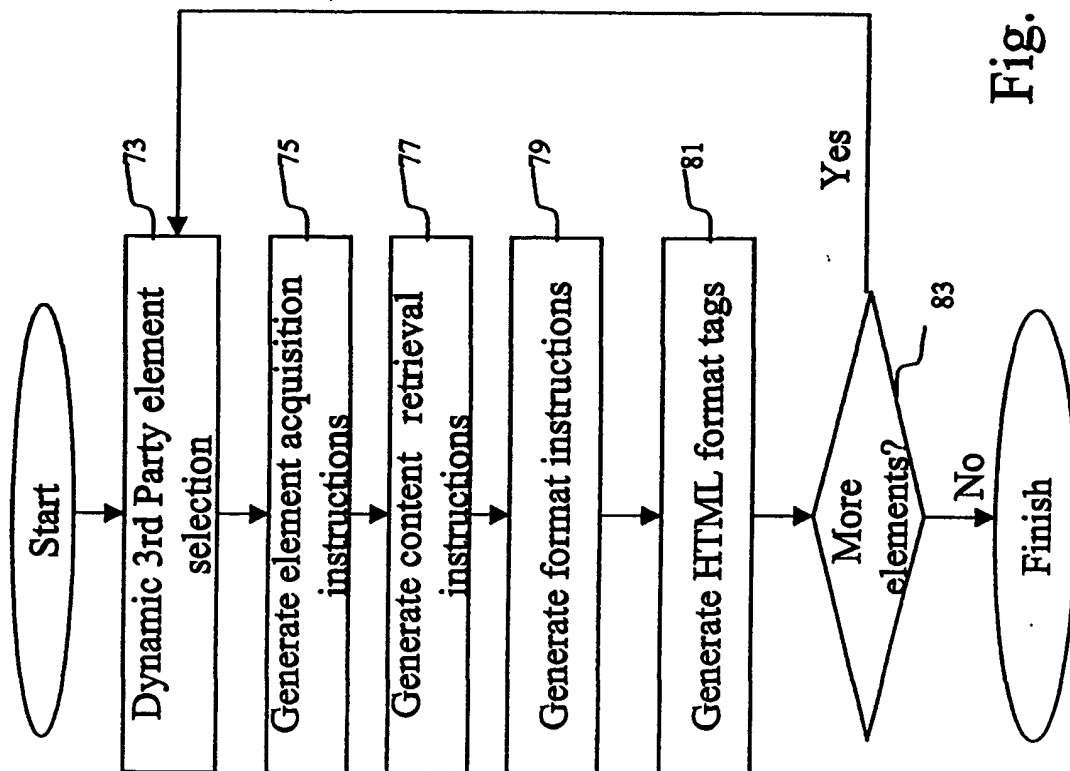 Start
73
Dynamic 3rd Party element
selection
75
Generate element acquisition
instructions
77
Generate content retrieval
instructions
79
Generate format instructions
81
Generate HTML format tags
83
More
elements?
Yes
No
Finish
Fig.